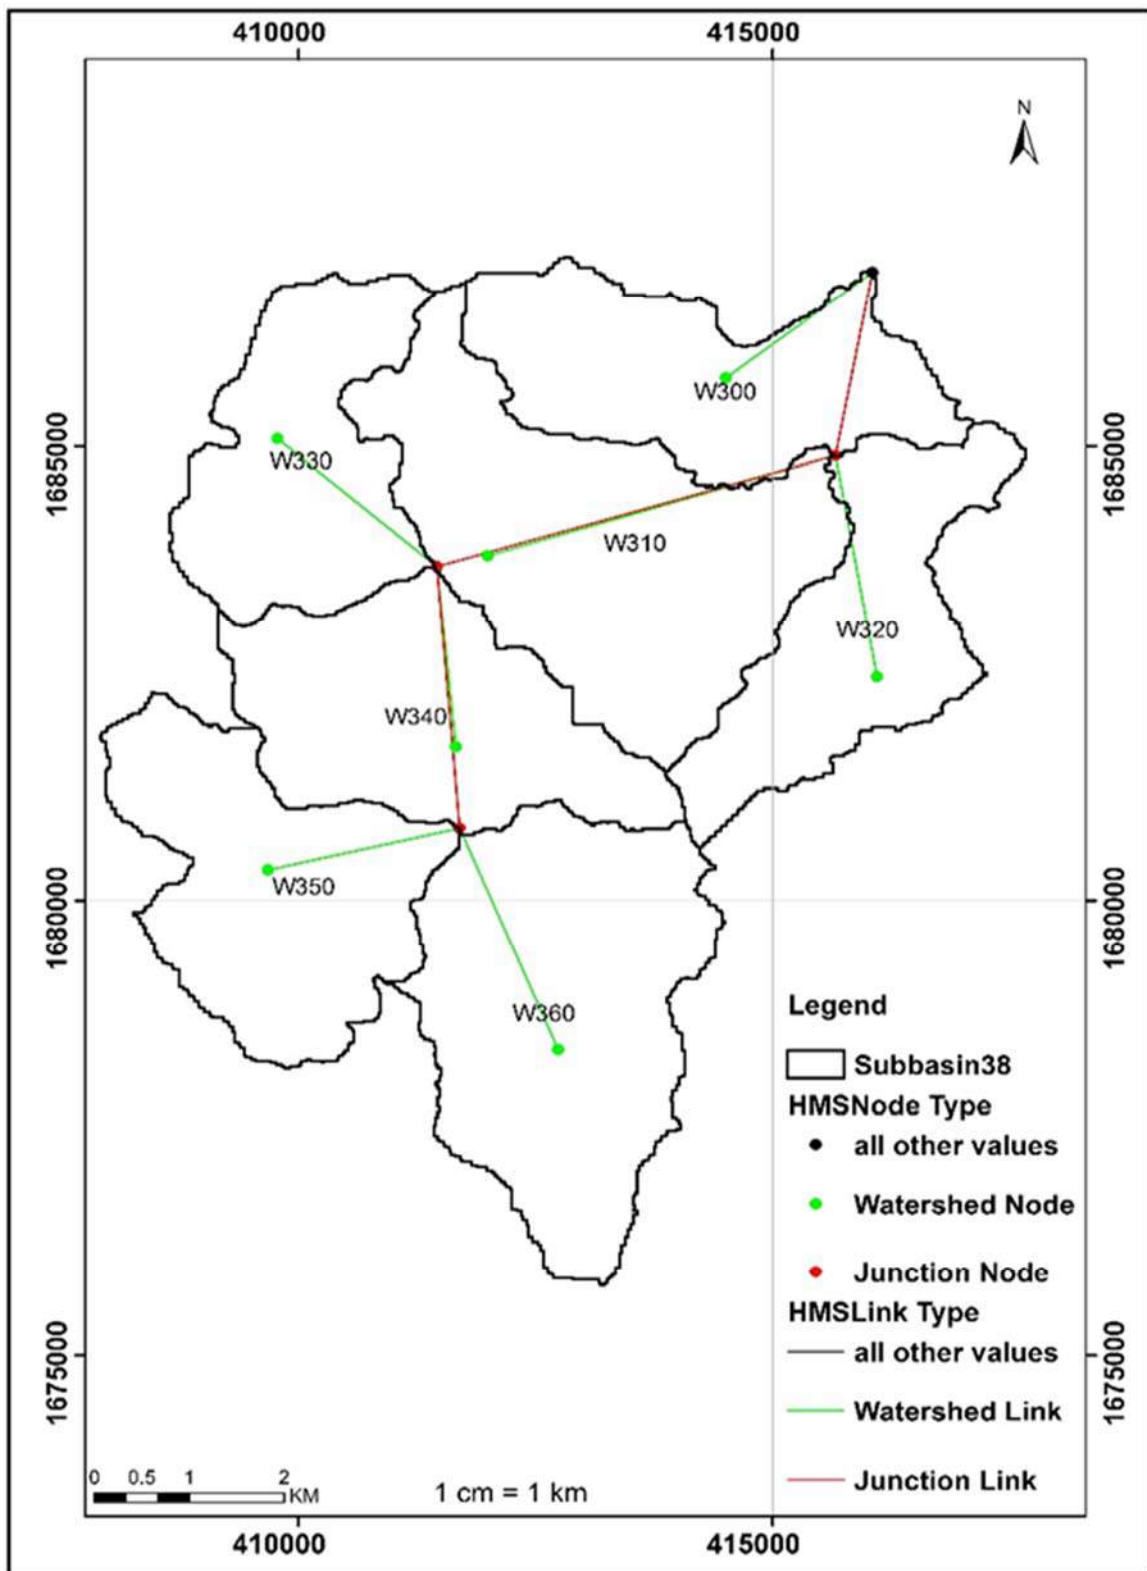 410000 415000
N
W300
1685000 W330 1685000
W310
W320
W340
W350
1680000 1680000
W360
Legend
Subbasin38
HMSNode Type
all other values
Watershed Node
Junction Node
HMSLink Type
1675000 all other values 1675000
Watershed Link
Junction Link
0 0.5 1 2
KM
1 cm = 1 km
410000 415000